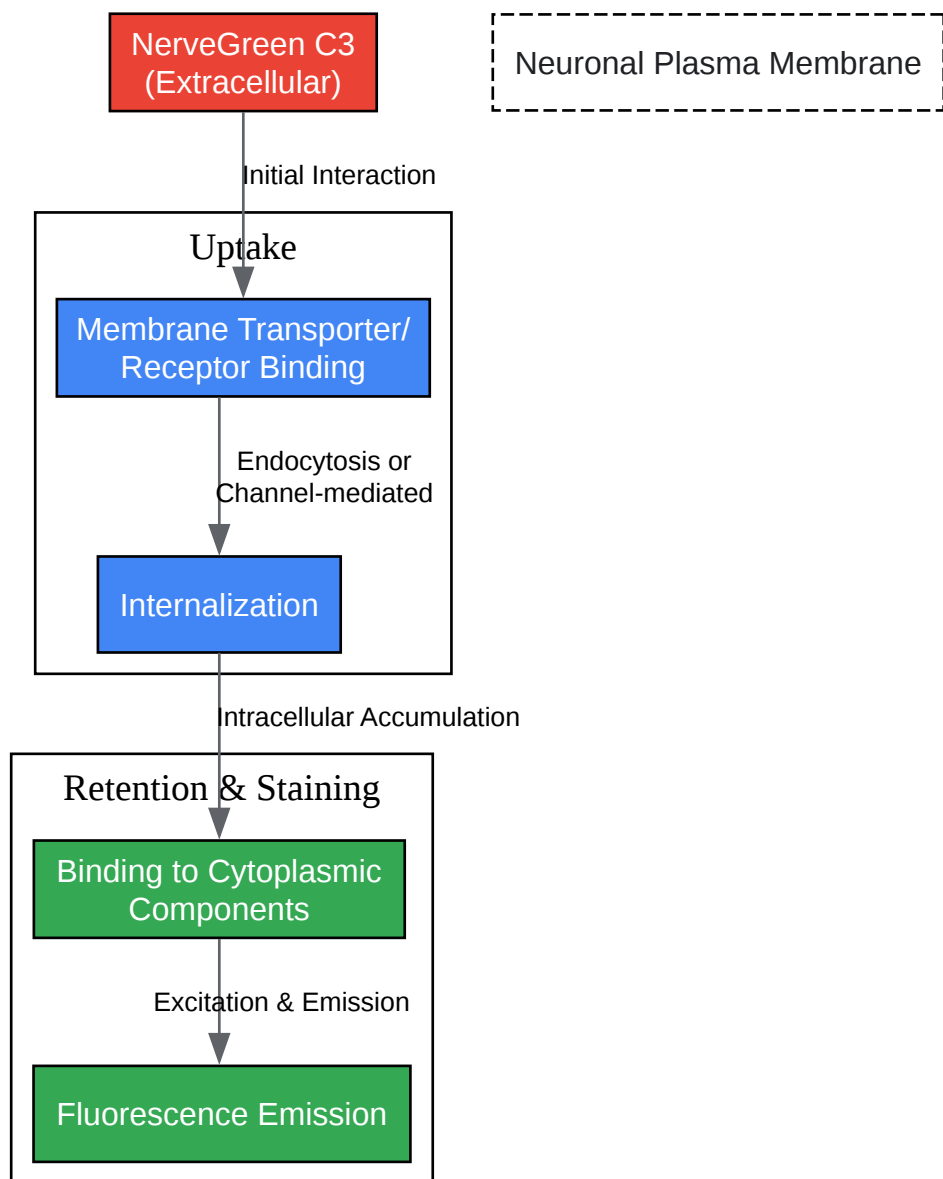 NerveGreen C3
(Extracellular)
Neuronal Plasma Membrane
Initial Interaction
Uptake
Membrane Transporter/
Receptor Binding
Endocytosis or
Channel-mediated
Internalization
Intracellular Accumulation
Retention & Staining
Binding to Cytoplasmic
Components
Excitation & Emission
Fluorescence Emission